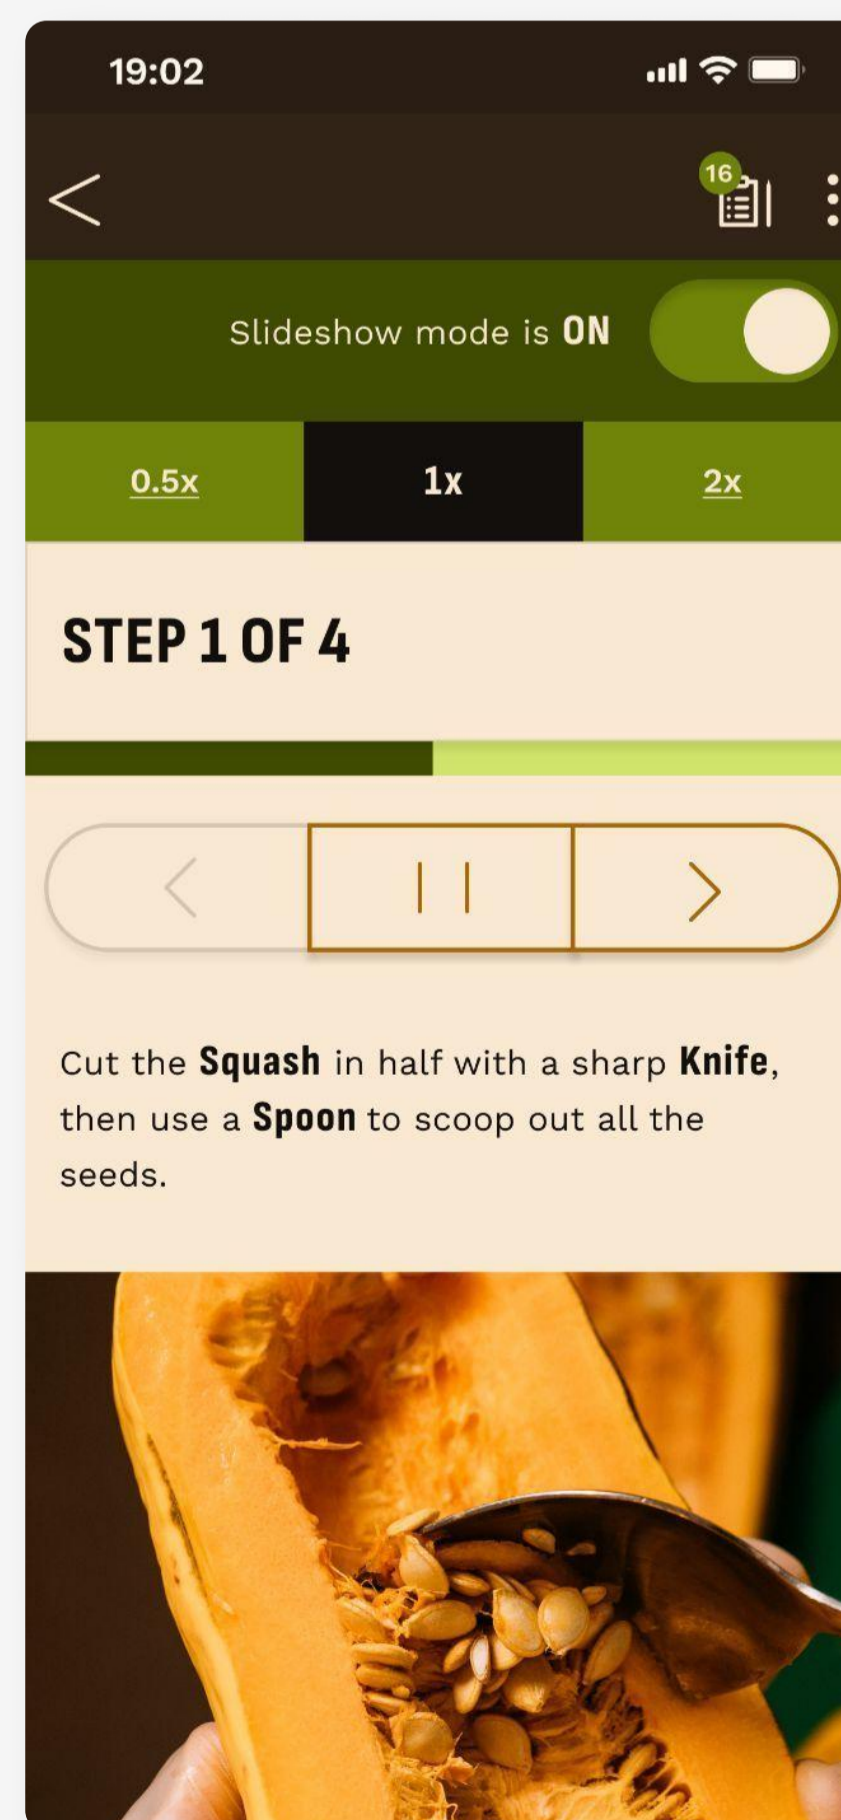 19:02
16
Slideshow mode is ON
0.5x 1x 2x
STEP 1 OF 4
Cut the Squash in half with a sharp Knife,
then use a Spoon to scoop out all the
seeds.